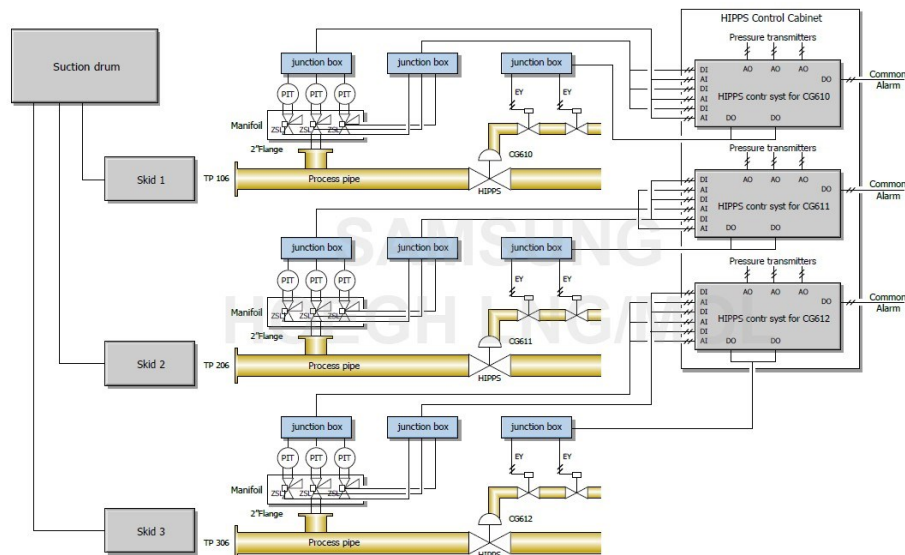 HIPPS Control Cabinet
Suction drum
junction box
junction box
junction box
Pressure transmitters
DI
AI
DI
AI
DI
AI
AO
AO
AO
DO
HIPPS contr syst for CG610
DO
DO
Common
Alarm
PIT
PIT
PIT
EY
EY
Manifoil
ZSL
ZSL
ZSL
2"Flange
CG610
Skid 1
TP 106
Process pipe
HIPPS
Pressure transmitters
DI
AI
DI
AI
DI
AI
AO
AO
AO
DO
HIPPS contr syst for CG611
DO
DO
Common
Alarm
SAMSUNG
HOEGH LNG/MDL
junction box
junction box
junction box
Pressure transmitters
DI
AI
DI
AI
DI
AI
AO
AO
AO
DO
HIPPS contr syst for CG612
DO
DO
Common
Alarm
PIT
PIT
PIT
EY
EY
Manifoil
ZSL
ZSL
ZSL
2"Flange
CG611
Skid 2
TP 206
Process pipe
HIPPS
junction box
junction box
junction box
PIT
PIT
PIT
EY
EY
Manifoil
ZSL
ZSL
ZSL
2"Flange
CG612
Skid 3
TP 306
Process pipe
HIPPS